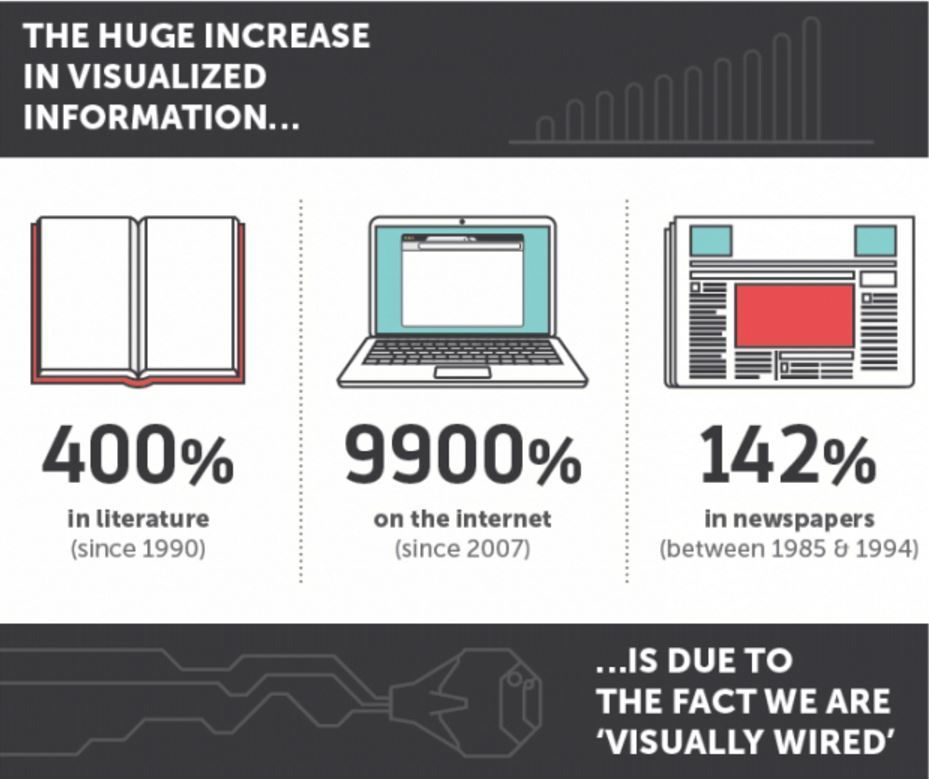 THE HUGE INCREASE
IN VISUALIZED
INFORMATION...
400%
in literature
(since 1990)
9900%
on the internet
(since 2007)
142%
in newspapers
(between 1985 & 1994)
...IS DUE TO
THE FACT WE ARE
‘VISUALLY WIRED’